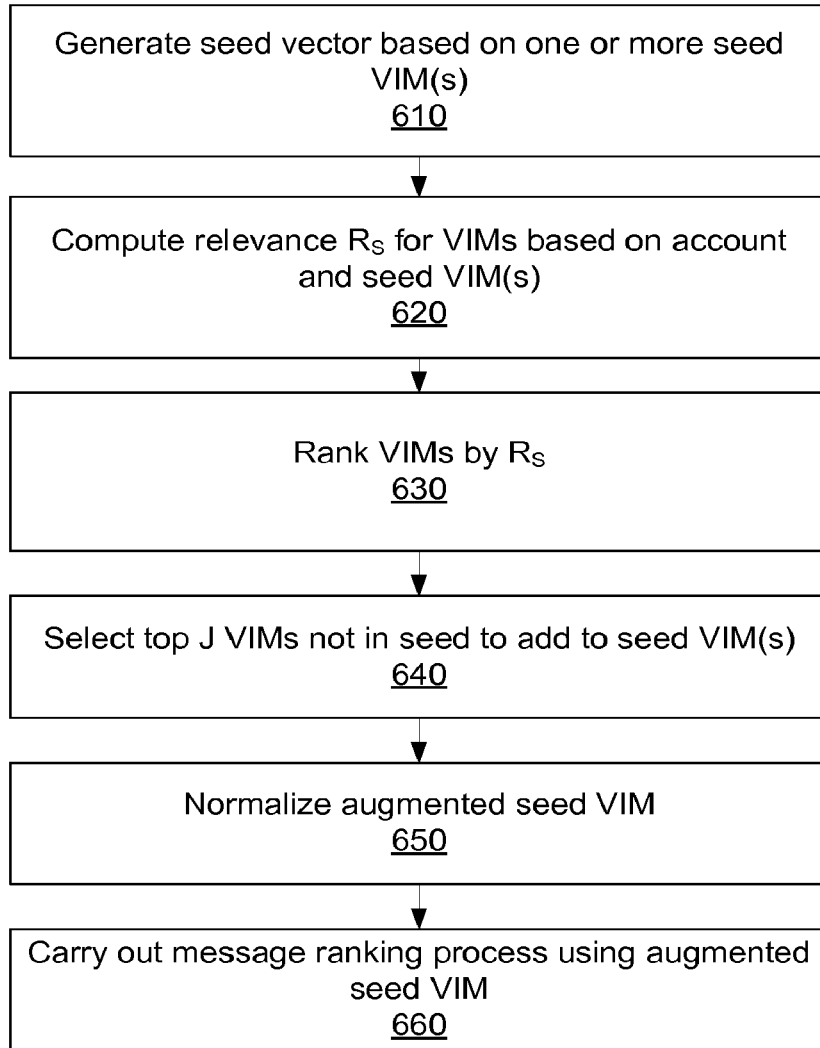 Generate seed vector based on one or more seed
VIM(s)
610
Compute relevance R_S for VIMs based on account
and seed VIM(s)
620
Rank VIMs by R_S
630
Select top J VIMs not in seed to add to seed VIM(s)
640
Normalize augmented seed VIM
650
Carry out message ranking process using augmented
seed VIM
660